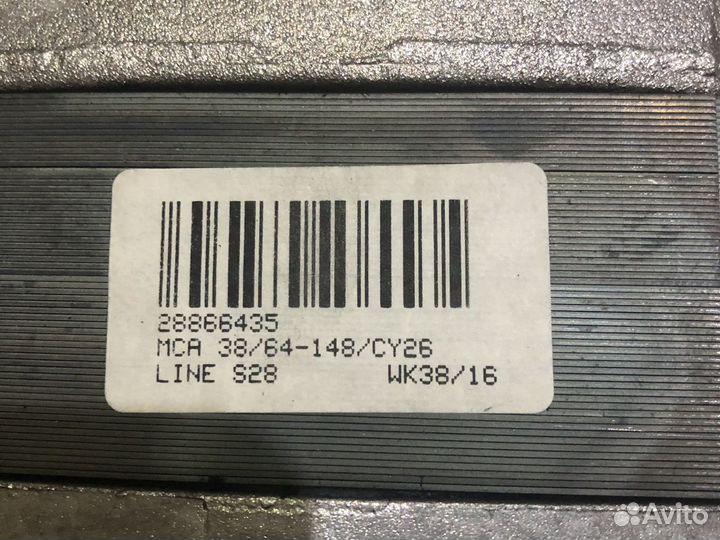 28866435
MCA 38/64-148/CY26
LINE S28 WK38/16
Avito